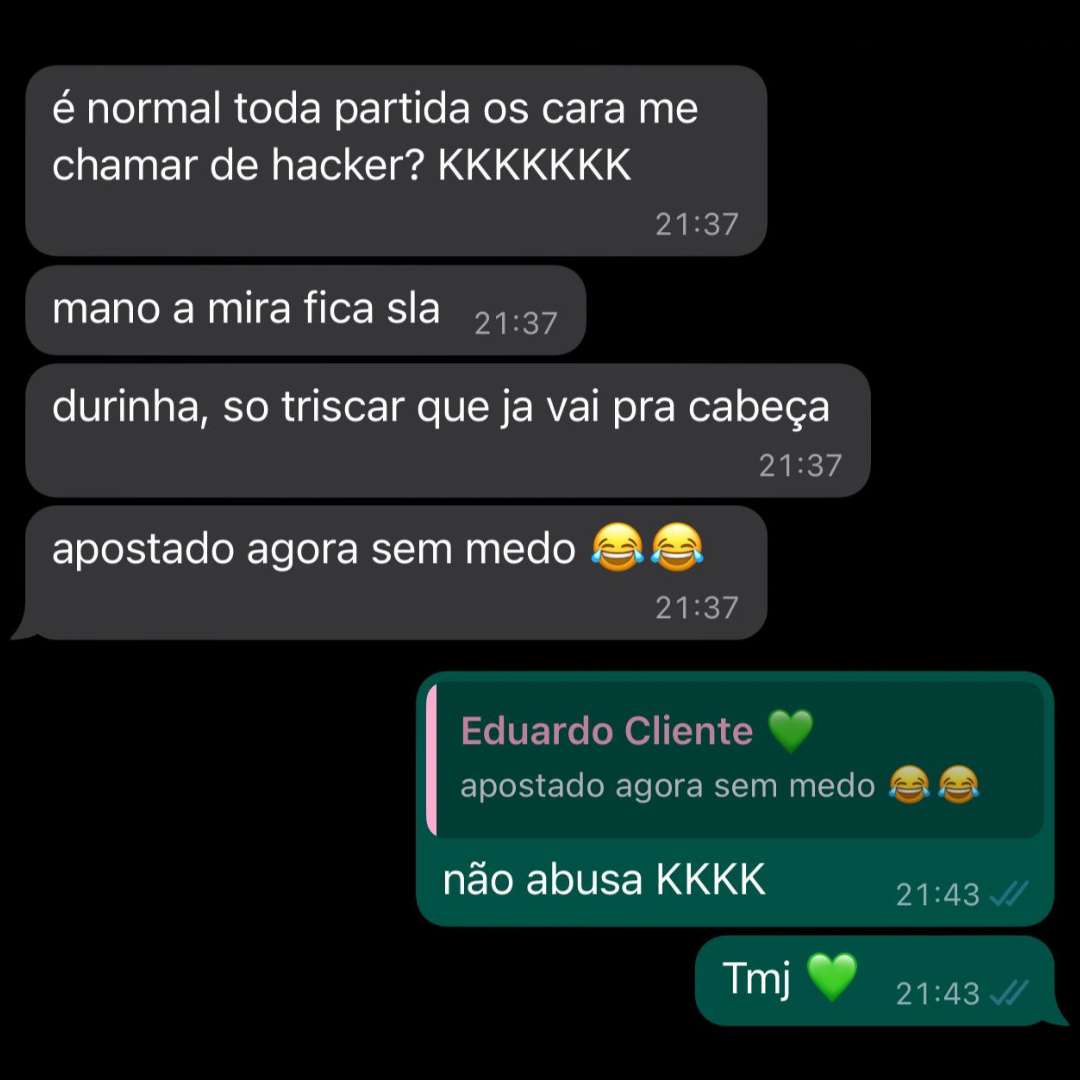 é normal toda partida os cara me
chamar de hacker? KKKKKKK
21:37
mano a mira fica sla 21:37
durinha, so triscar que ja vai pra cabeça
21:37
apostado agora sem medo 😂😂
21:37
Eduardo Cliente 💚
apostado agora sem medo 😂😂
não abusa KKKK 21:43
Tmj 💚 21:43